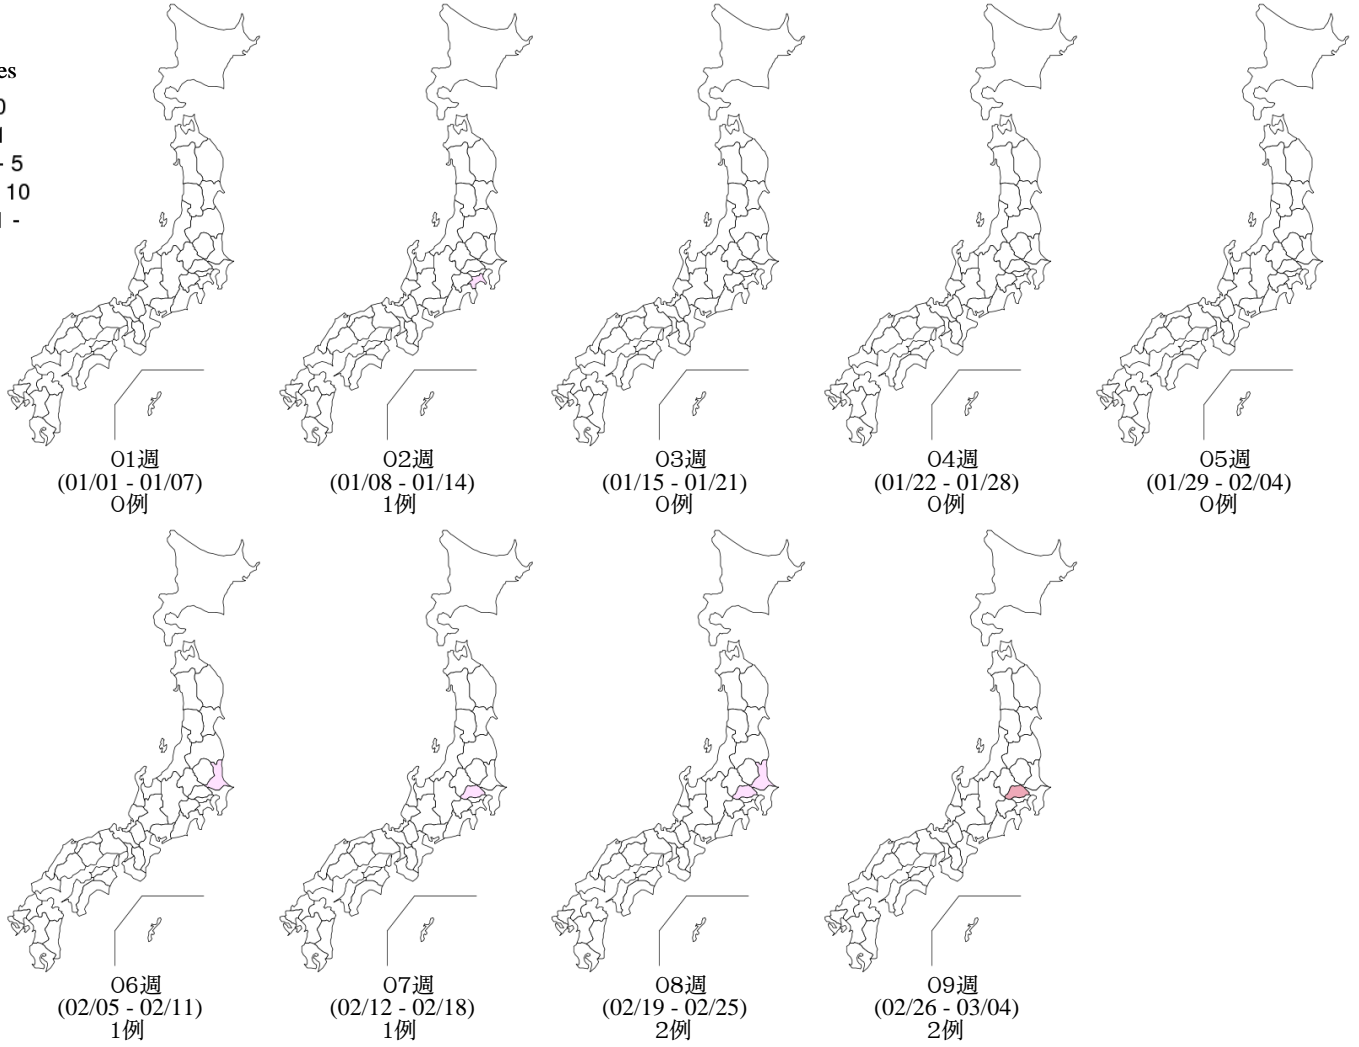 es
0
1
- 5
10
-
01週
(01/01 - 01/07)
0例
02週
(01/08 - 01/14)
1例
03週
(01/15 - 01/21)
0例
04週
(01/22 - 01/28)
0例
05週
(01/29 - 02/04)
0例
06週
(02/05 - 02/11)
1例
07週
(02/12 - 02/18)
1例
08週
(02/19 - 02/25)
2例
09週
(02/26 - 03/04)
2例